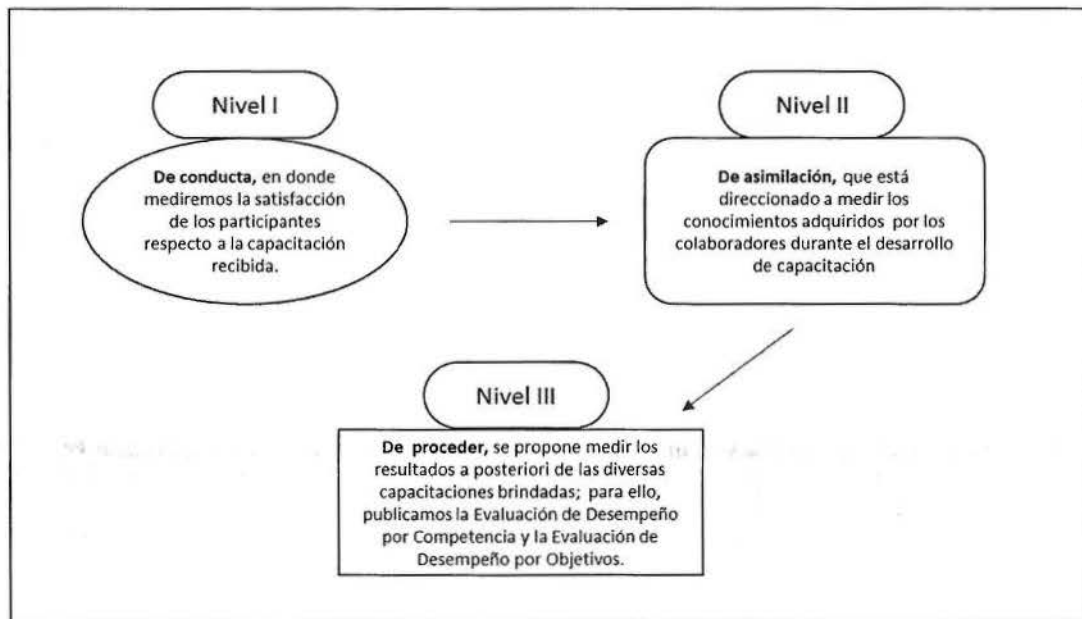 Nivel I
De conducta, en donde
mediremos la satisfacción
de los participantes
respecto a la capacitación
recibida.
Nivel II
De asimilación, que está
direccionado a medir los
conocimientos adquiridos por los
colaboradores durante el desarrollo
de capacitación
Nivel III
De proceder, se propone medir los
resultados a posteriori de las diversas
capacitaciones brindadas; para ello,
publicamos la Evaluación de Desempeño
por Competencia y la Evaluación de
Desempeño por Objetivos.